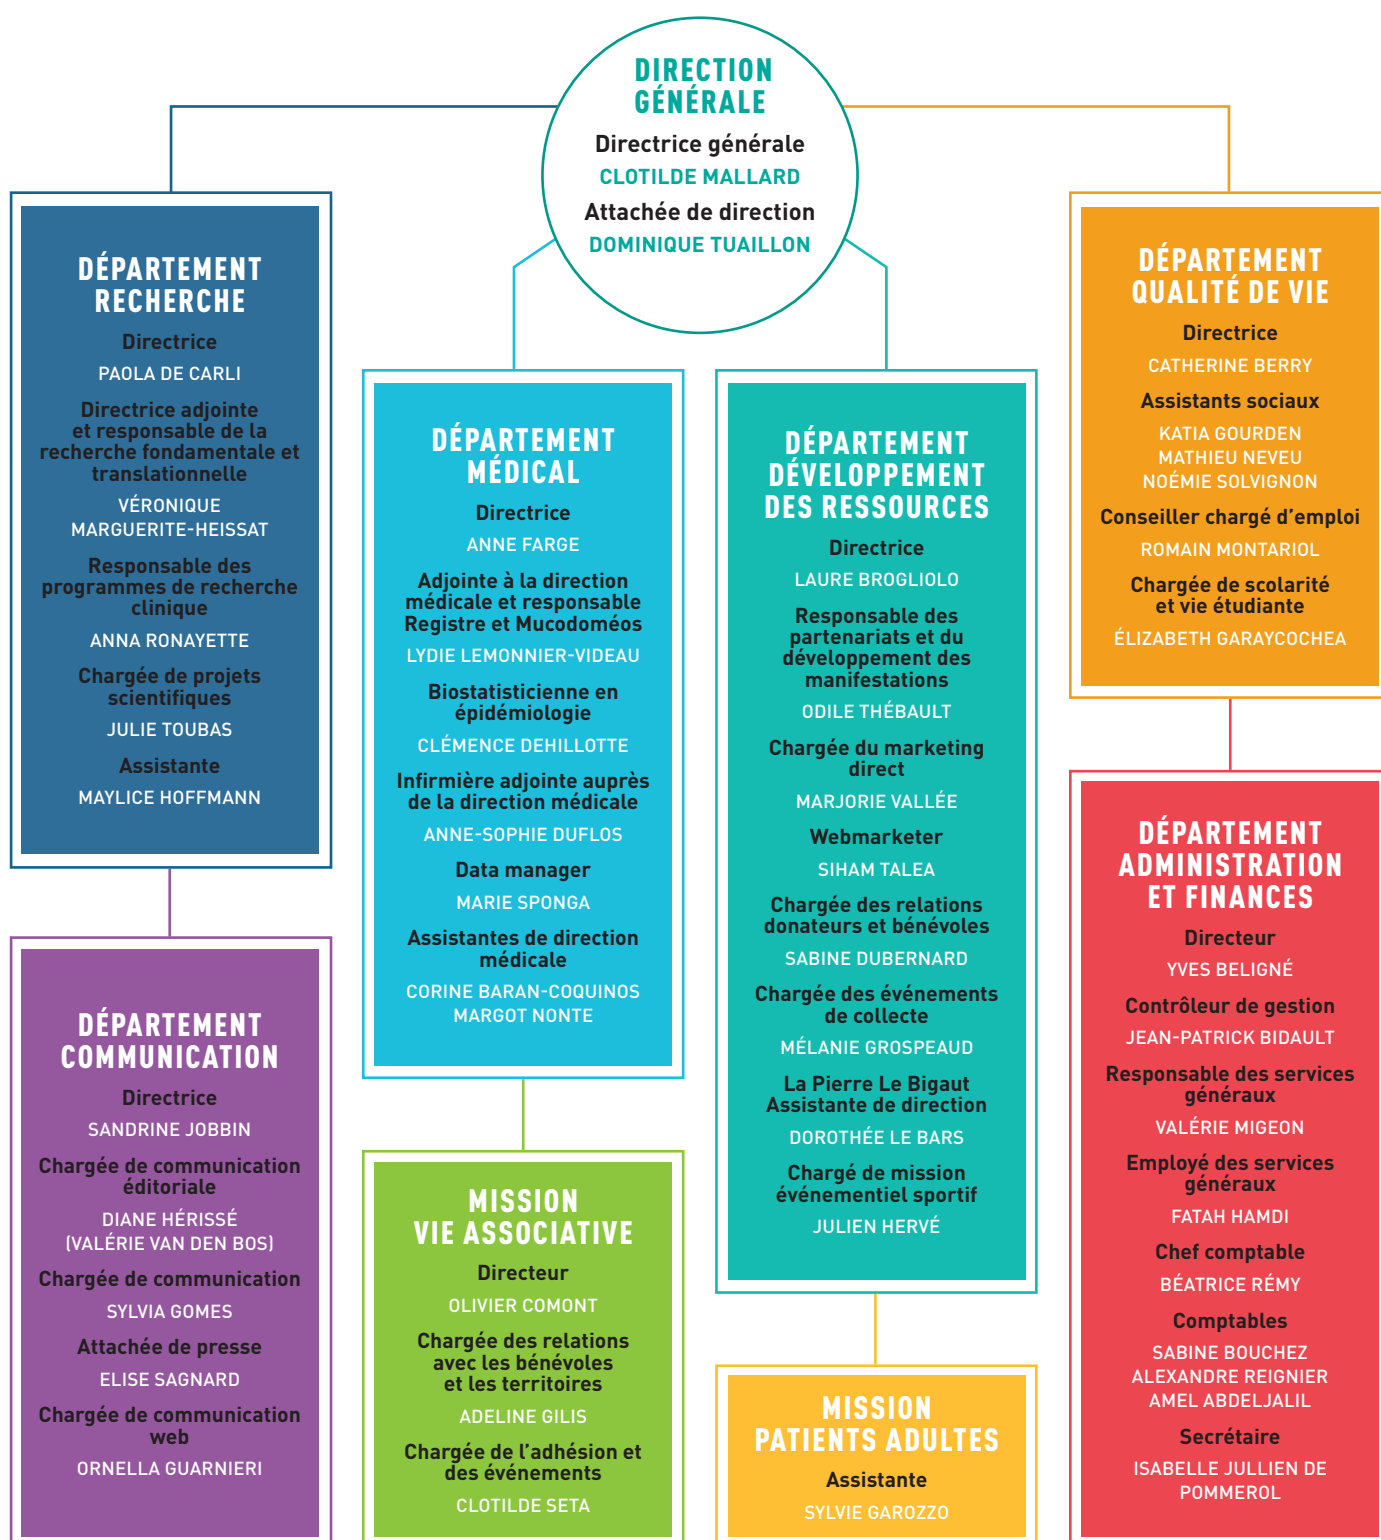 DIRECTION
GÉNÉRALE
Directrice générale
CLOTILDE MALLARD
Attachée de direction
DOMINIQUE TUAILLON
DÉPARTEMENT
RECHERCHE
Directrice
PAOLA DE CARLI
Directrice adjointe
et responsable de la
recherche fondamentale et
translationnelle
VÉRONIQUE
MARGUERITE-HEISSAT
Responsable des
programmes de recherche
clinique
ANNA RONAYETTE
Chargée de projets
scientifiques
JULIE TOUBAS
Assistante
MAYLICE HOFFMANN
DÉPARTEMENT
COMMUNICATION
Directrice
SANDRINE JOBBIN
Chargée de communication
éditoriale
DIANE HÉRISSÉ
(VALÉRIE VAN DEN BOS)
Chargée de communication
SYLVIA GOMES
Attachée de presse
ELISE SAGNARD
Chargée de communication
web
ORNELLA GUARNIERI
DÉPARTEMENT
MÉDICAL
Directrice
ANNE FARGE
Adjointe à la direction
médicale et responsable
Registre et Mucodoméos
LYDIE LEMONNIER-VIDEAU
Biostatisticienne en
épidémiologie
CLÉMENCE DEHILLOTTE
Infirmière adjointe auprès
de la direction médicale
ANNE-SOPHIE DUFLOS
Data manager
MARIE SPONGA
Assistantes de direction
médicale
CORINE BARAN-COQUINOS
MARGOT NONTE
MISSION
VIE ASSOCIATIVE
Directeur
OLIVIER COMONT
Chargée des relations
avec les bénévoles
et les territoires
ADELINE GILIS
Chargée de l’adhésion et
des événements
CLOTILDE SETA
DÉPARTEMENT
DÉVELOPPEMENT
DES RESSOURCES
Directrice
LAURE BROGLIOLO
Responsable des
partenariats et du
développement des
manifestations
ODILE THÉBAULT
Chargée du marketing
direct
MARJORIE VALLÉE
Webmarketer
SIHAM TALEA
Chargée des relations
donateurs et bénévoles
SABINE DUBERNARD
Chargée des événements
de collecte
MÉLANIE GROSPEAUD
La Pierre Le Bigaut
Assistante de direction
DOROTHÉE LE BARS
Chargé de mission
événementiel sportif
JULIEN HERVÉ
MISSION
PATIENTS ADULTES
Assistante
SYLVIE GAROZZO
DÉPARTEMENT
QUALITÉ DE VIE
Directrice
CATHERINE BERRY
Assistants sociaux
KATIA GOURDEN
MATHIEU NEVEU
NOÉMIE SOLVIGNON
Conseiller chargé d’emploi
ROMAIN MONTARIOL
Chargée de scolarité
et vie étudiante
ÉLIZABETH GARAYCOCHEA
DÉPARTEMENT
ADMINISTRATION
ET FINANCES
Directeur
YVES BELIGNÉ
Contrôleur de gestion
JEAN-PATRICK BIDAULT
Responsable des services
généraux
VALÉRIE MIGEON
Employé des services
généraux
FATAH HAMDI
Chef comptable
BÉATRICE RÉMY
Comptables
SABINE BOUCHEZ
ALEXANDRE REIGNIER
AMEL ABDELJALIL
Secrétaire
ISABELLE JULLIEN DE
POMMEROL